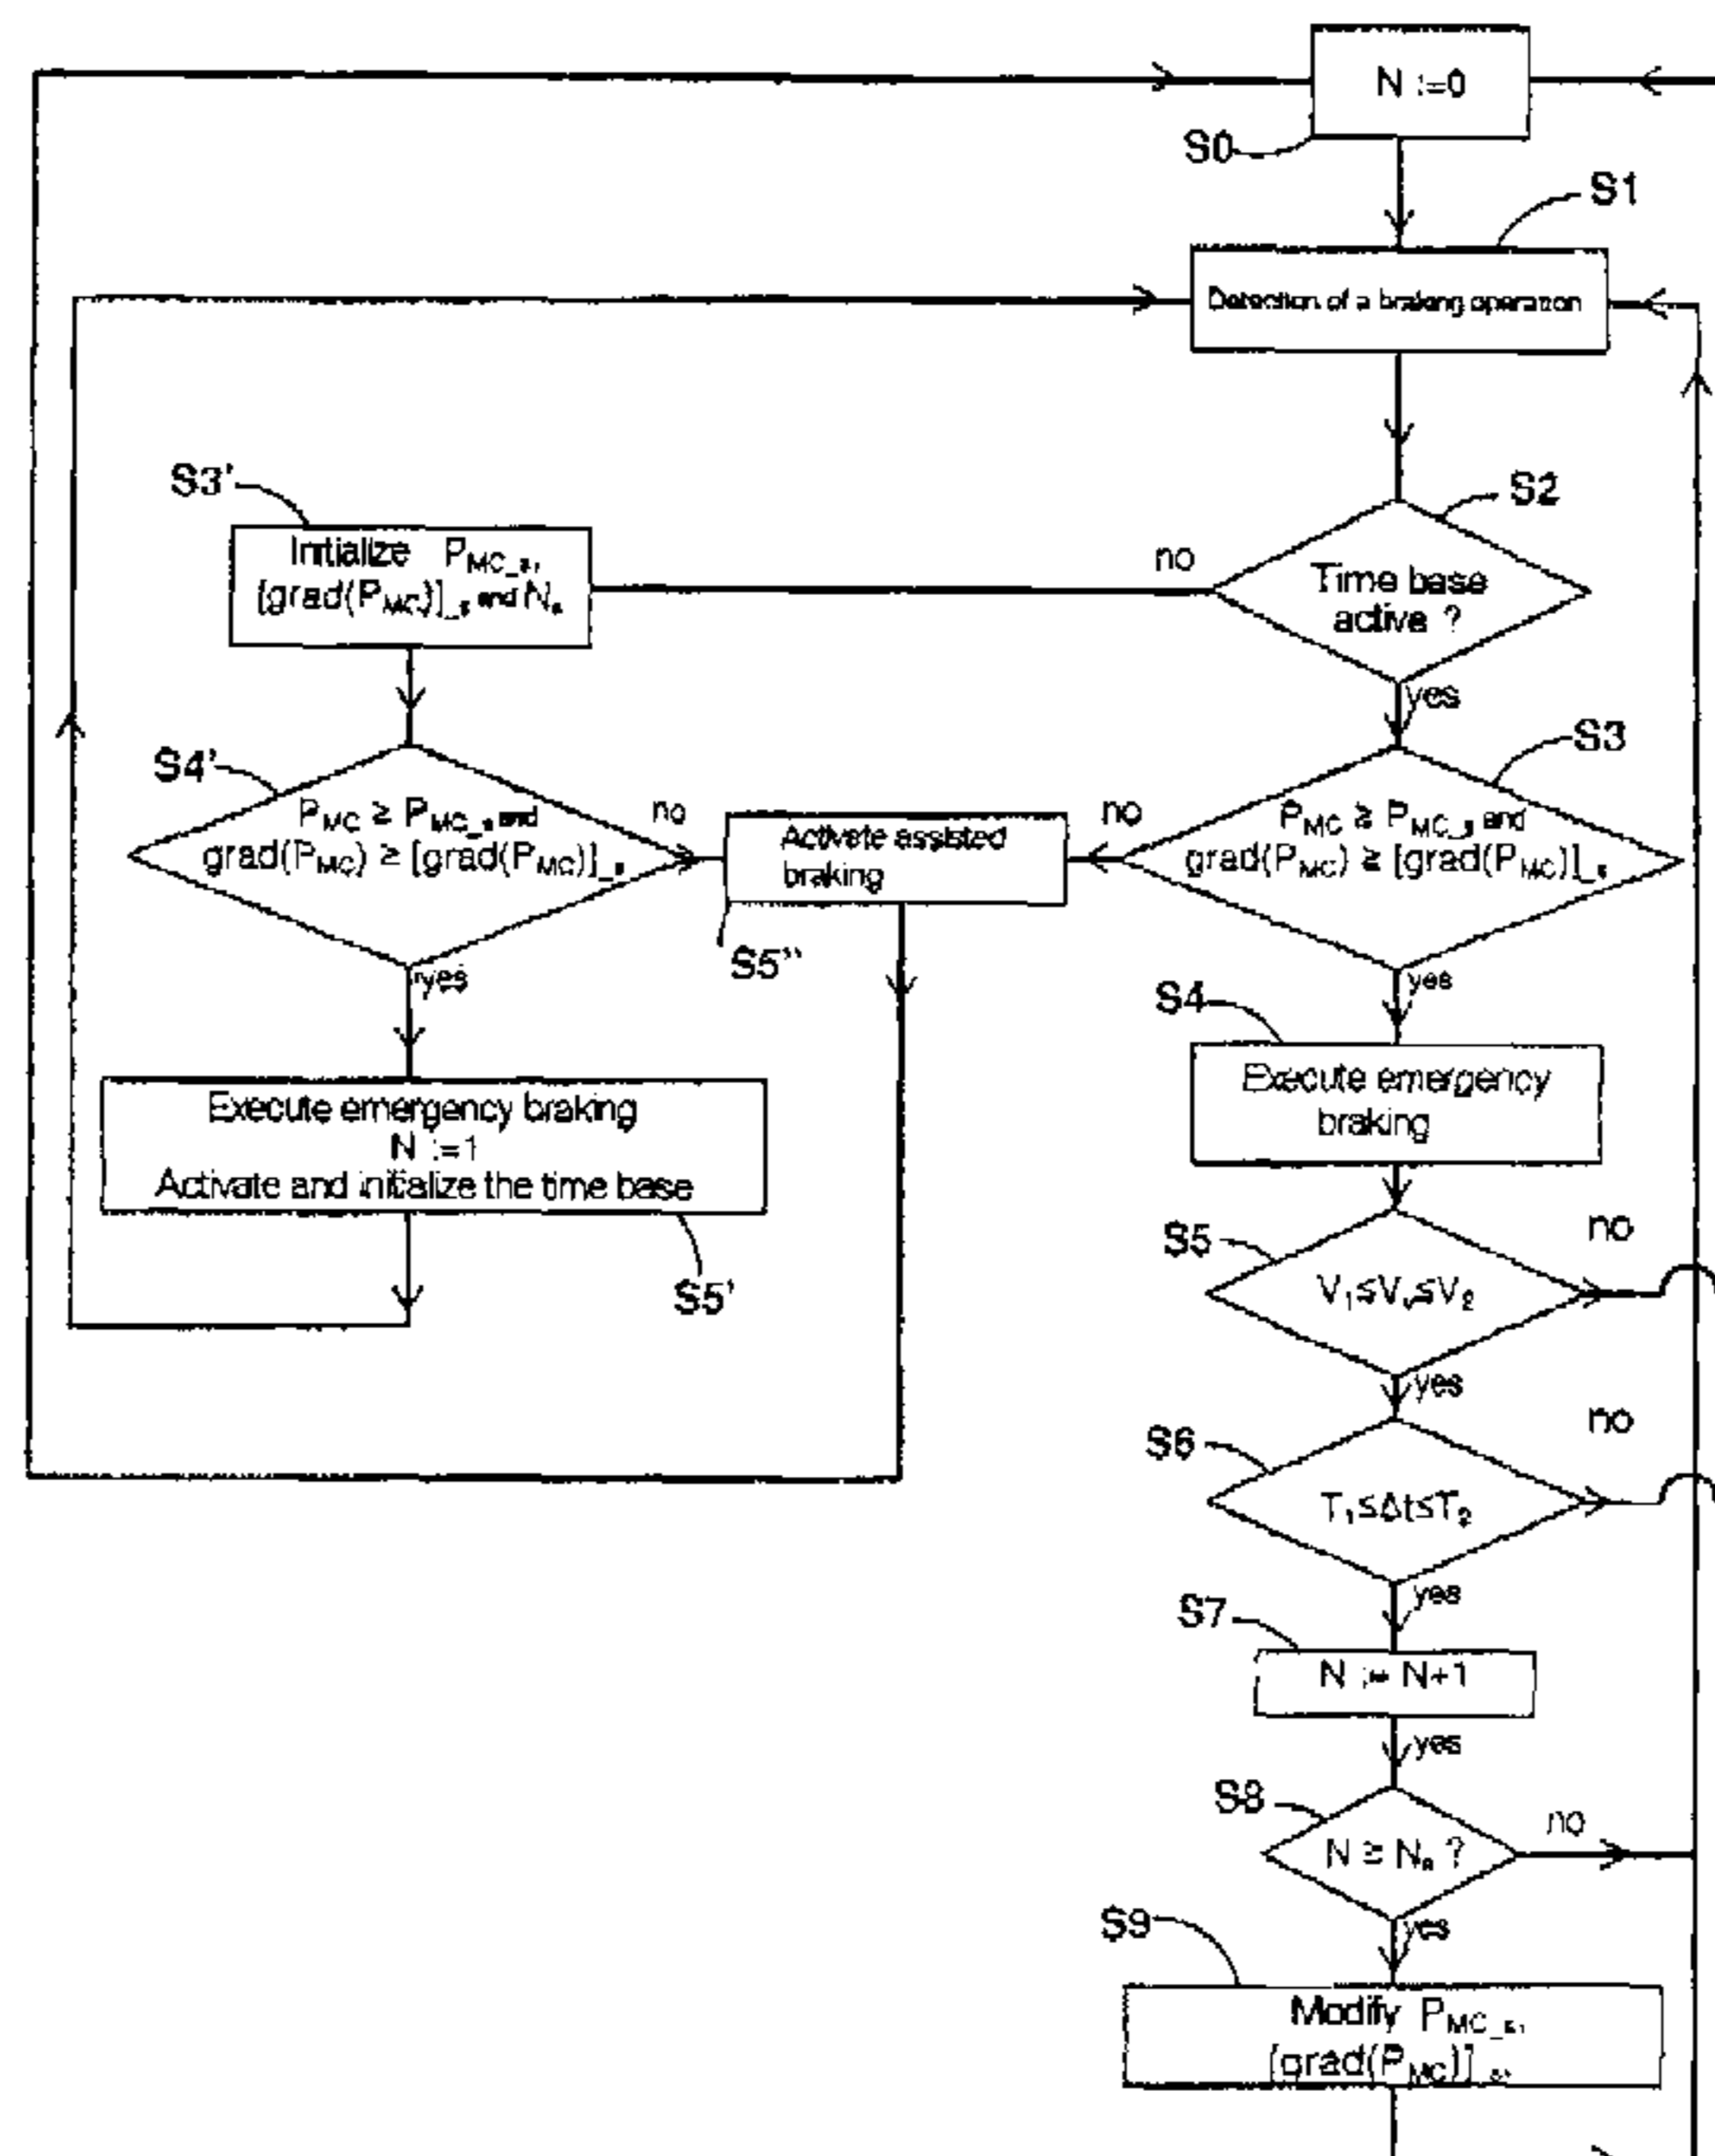 N :=0
S0
S1
Detection of a braking operation
S3'
S2
Initialize P_MC_s,
[grad(P_MC)]_s and N_s
no
Time base
active ?
yes
S4'
S3
P_MC ≥ P_MC_s and
grad(P_MC) ≥ [grad(P_MC)]_s
no
Activate assisted
braking
no
P_MC ≥ P_MC_s and
grad(P_MC) ≥ [grad(P_MC)]_s
S5''
yes
yes
S4
Execute emergency braking
N :=1
Activate and initialize the time base
Execute emergency
braking
S5'
S5
no
V₁≤Vᵥ≤V₂
yes
S6
no
T₁≤Δt≤T₂
yes
S7
N := N+1
yes
S8
no
N ≥ N_s ?
S9
yes
Modify P_MC_s,
[grad(P_MC)]_s,